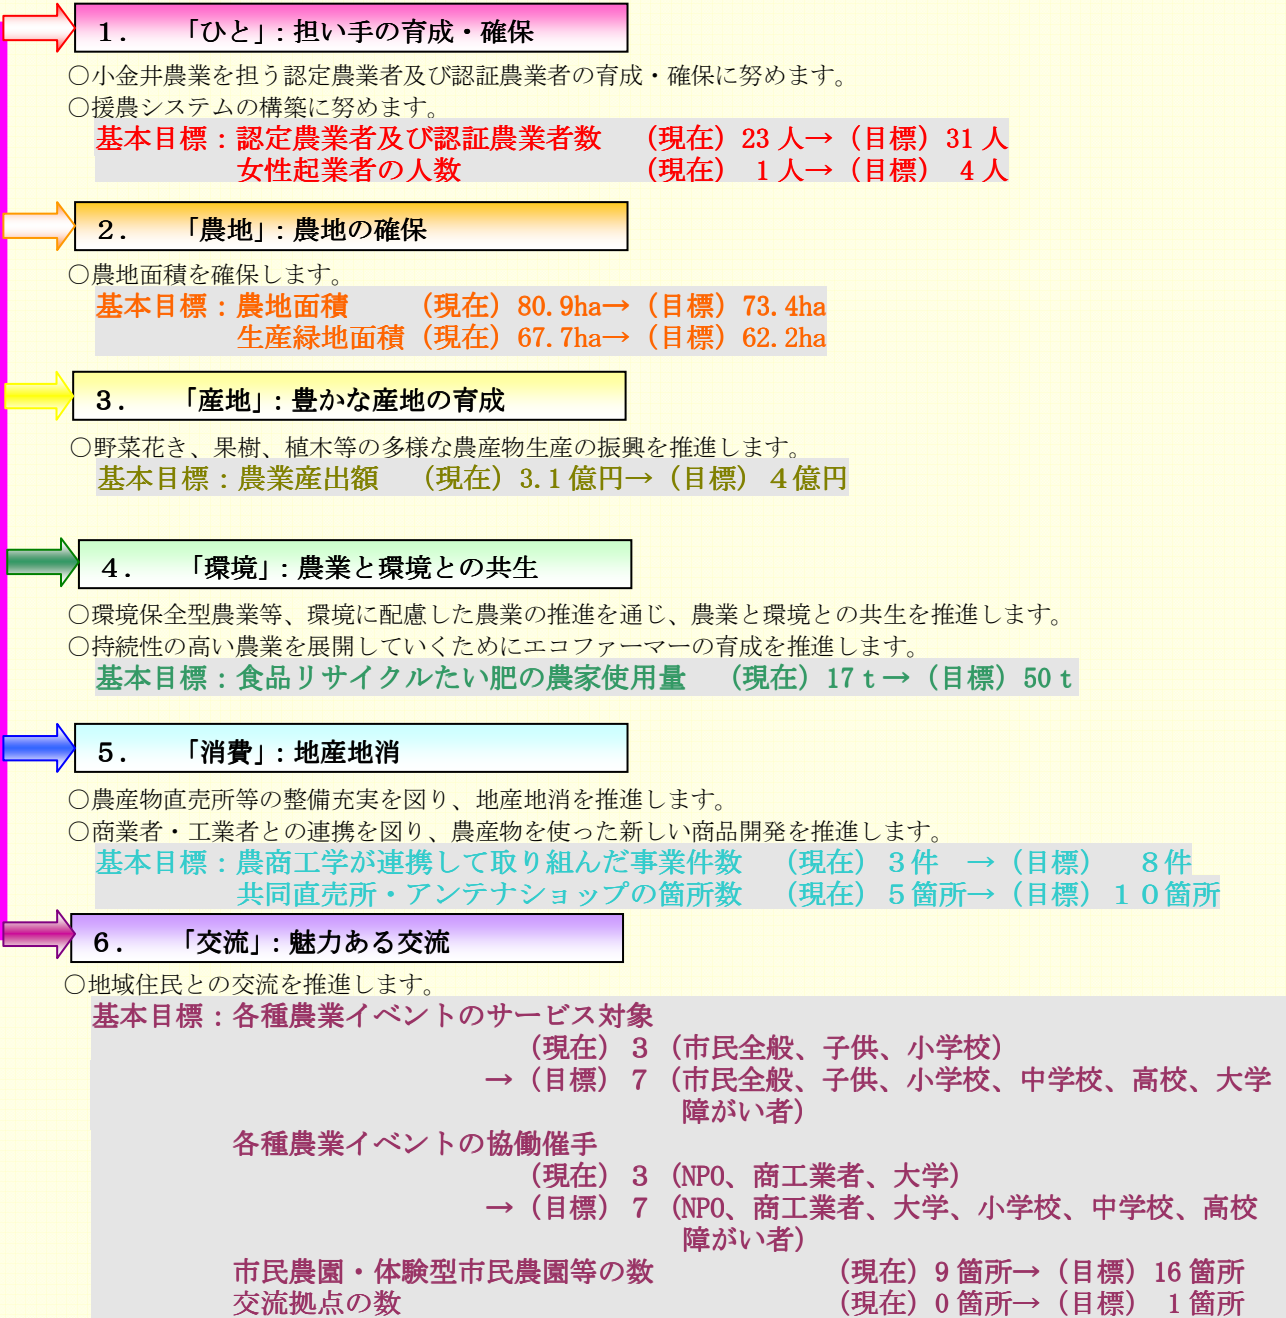 １．　「ひと」：担い手の育成・確保
○小金井農業を担う認定農業者及び認証農業者の育成・確保に努めます。
○援農システムの構築に努めます。
基本目標：認定農業者及び認証農業者数　（現在）23人→（目標）31人
女性起業者の人数　（現在）　1人→（目標）　4人
２．　「農地」：農地の確保
○農地面積を確保します。
基本目標：農地面積　（現在）80.9ha→（目標）73.4ha
生産緑地面積（現在）67.7ha→（目標）62.2ha
３．　「産地」：豊かな産地の育成
○野菜花き、果樹、植木等の多様な農産物生産の振興を推進します。
基本目標：農業産出額　（現在）3.1億円→（目標）４億円
４．　「環境」：農業と環境との共生
○環境保全型農業等、環境に配慮した農業の推進を通じ、農業と環境との共生を推進します。
○持続性の高い農業を展開していくためにエコファーマーの育成を推進します。
基本目標：食品リサイクルたい肥の農家使用量　（現在）17ｔ→（目標）50ｔ
５．　「消費」：地産地消
○農産物直売所等の整備充実を図り、地産地消を推進します。
○商業者・工業者との連携を図り、農産物を使った新しい商品開発を推進します。
基本目標：農商工学が連携して取り組んだ事業件数　（現在）３件　→（目標）　８件
共同直売所・アンテナショップの箇所数　（現在）５箇所→（目標）１０箇所
６．　「交流」：魅力ある交流
○地域住民との交流を推進します。
基本目標：各種農業イベントのサービス対象
（現在）３（市民全般、子供、小学校）
→（目標）７（市民全般、子供、小学校、中学校、高校、大学
障がい者）
各種農業イベントの協働催手
（現在）３（NPO、商工業者、大学）
→（目標）７（NPO、商工業者、大学、小学校、中学校、高校
障がい者）
市民農園・体験型市民農園等の数　（現在）9箇所→（目標）16箇所
交流拠点の数　（現在）0箇所→（目標）　1箇所